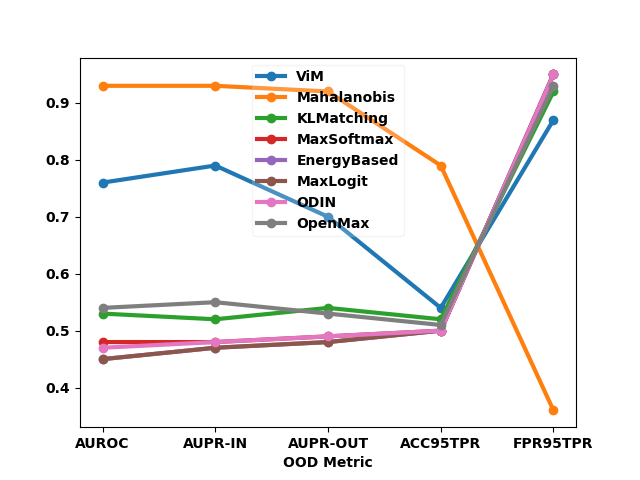 ViM
Mahalanobis
KLMatching
MaxSoftmax
EnergyBased
MaxLogit
ODIN
OpenMax
0.9
0.8
0.7
0.6
0.5
0.4
AUROC AUPR-IN AUPR-OUT ACC95TPR FPR95TPR
OOD Metric